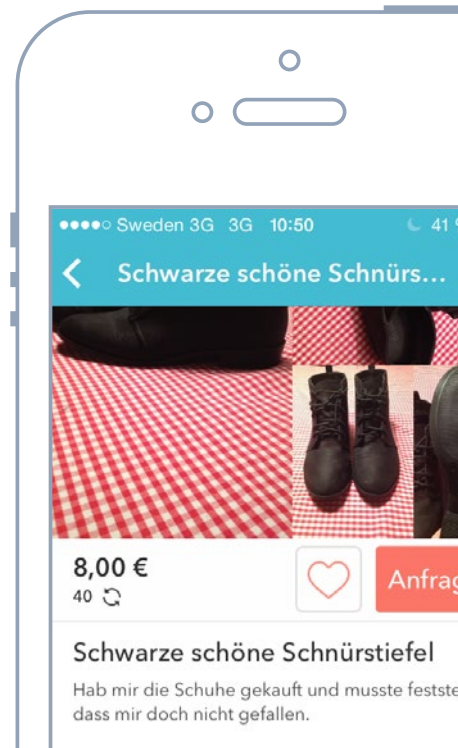 Sweden 3G 3G 10:50 41
Schwarze schöne Schnürs...
8,00 €
40
Schwarze schöne Schnürstiefel
Hab mir die Schuhe gekauft und musste
dass mir doch nicht gefallen.